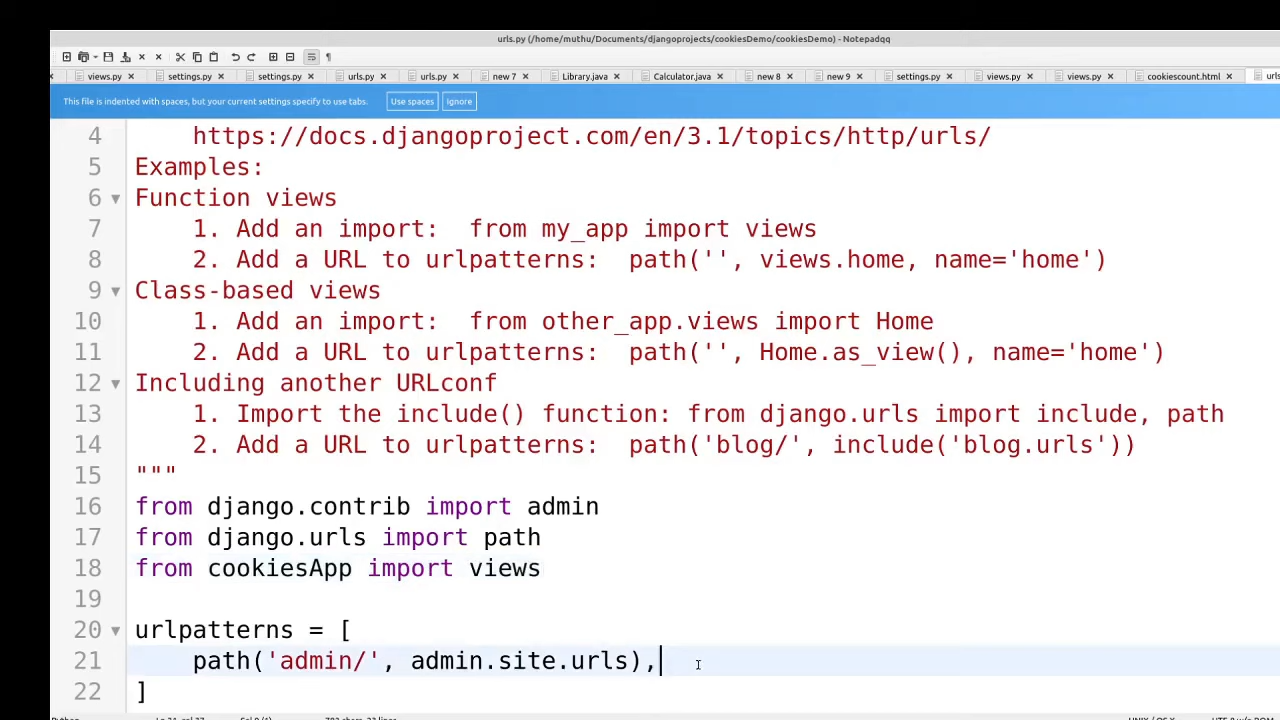 urls.py (/home/muthu/Documents/djangoprojects/cookiesDemo/cookiesDemo) - Notepadqq
views.py settings.py settings.py urls.py urls.py new 7 Library.java Calculator.java new 8 new 9 settings.py views.py views.py cookiescount.html urls
This file is indented with spaces, but your current settings specify to use tabs. Use spaces Ignore
4 https://docs.djangoproject.com/en/3.1/topics/http/urls/
5 Examples:
6 Function views
7 1. Add an import:  from my_app import views
8 2. Add a URL to urlpatterns:  path('', views.home, name='home')
9 Class-based views
10 1. Add an import:  from other_app.views import Home
11 2. Add a URL to urlpatterns:  path('', Home.as_view(), name='home')
12 Including another URLconf
13 1. Import the include() function: from django.urls import include, path
14 2. Add a URL to urlpatterns:  path('blog/', include('blog.urls'))
15 """
16 from django.contrib import admin
17 from django.urls import path
18 from cookiesApp import views
19
20 urlpatterns = [
21 path('admin/', admin.site.urls),
22 ]